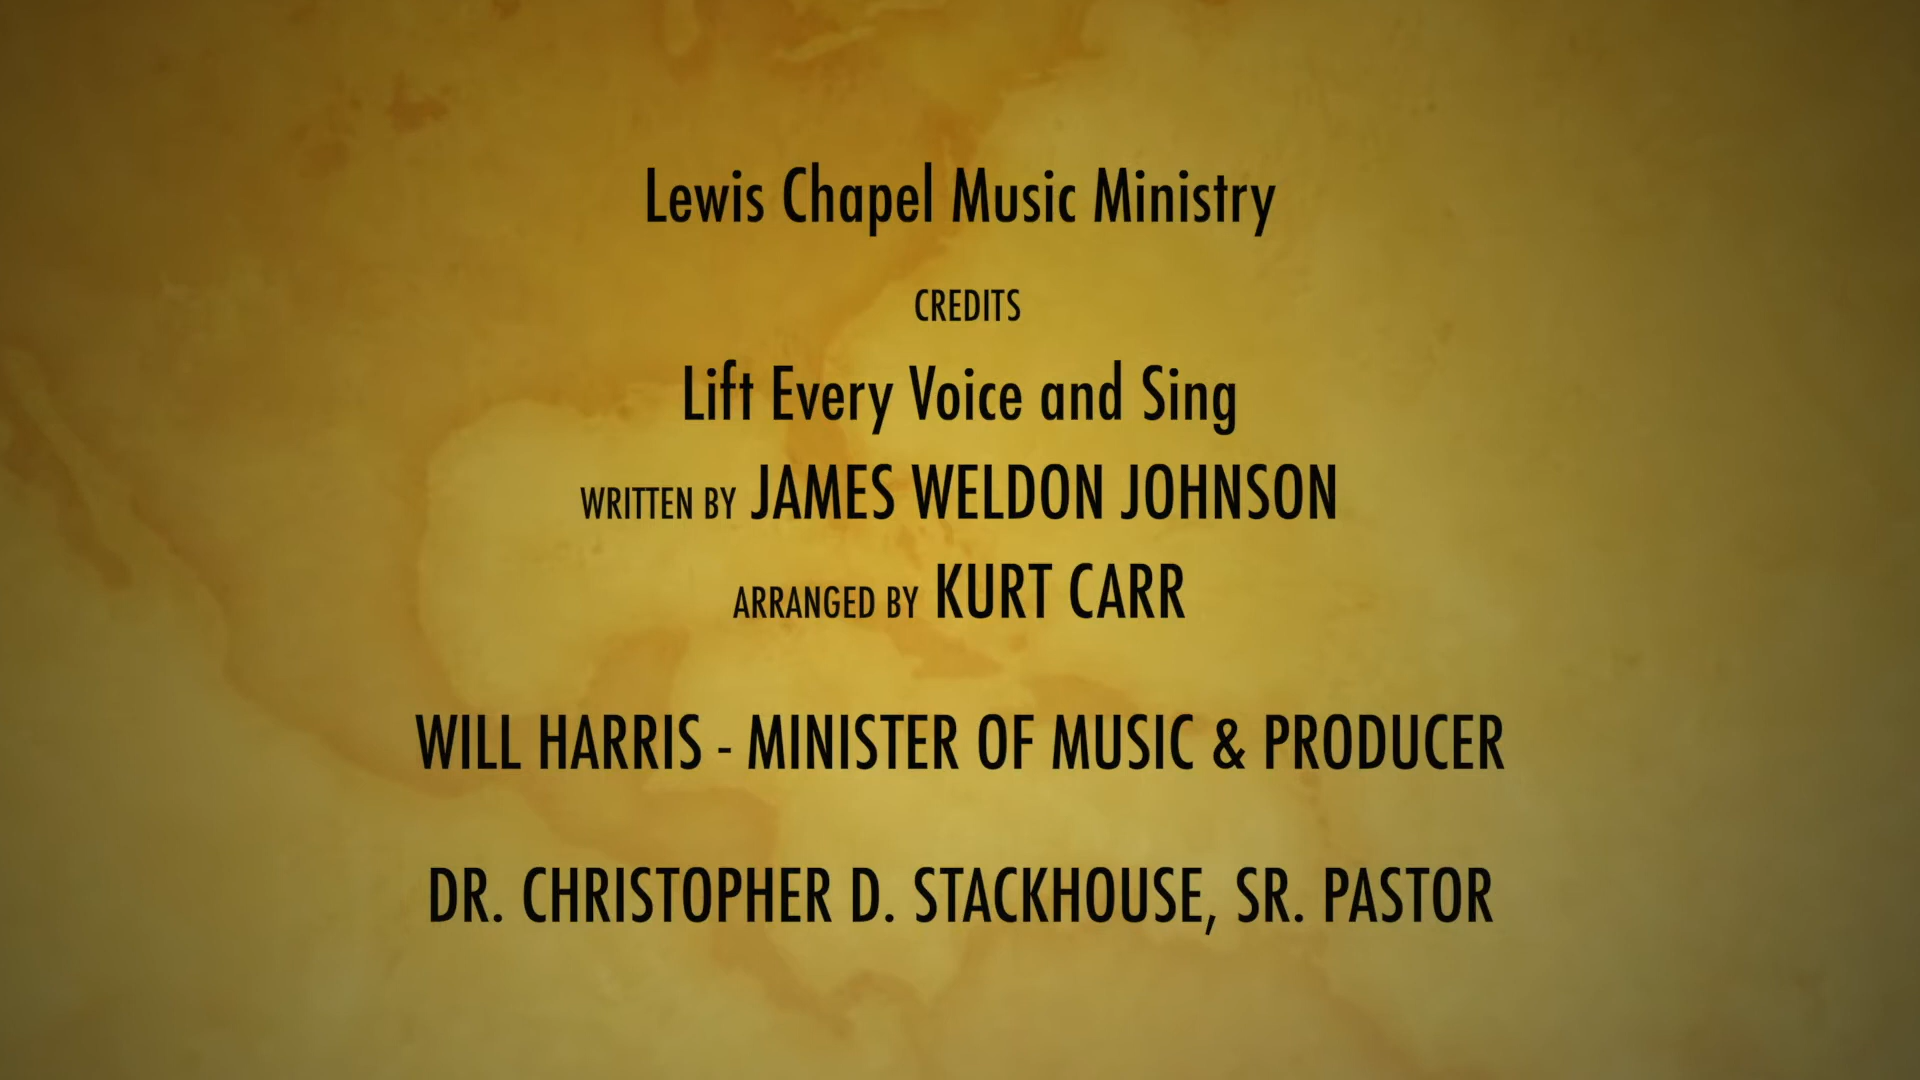 Lewis Chapel Music Ministry
CREDITS
Lift Every Voice and Sing
WRITTEN BY JAMES WELDON JOHNSON
ARRANGED BY KURT CARR
WILL HARRIS - MINISTER OF MUSIC & PRODUCER
DR. CHRISTOPHER D. STACKHOUSE, SR. PASTOR